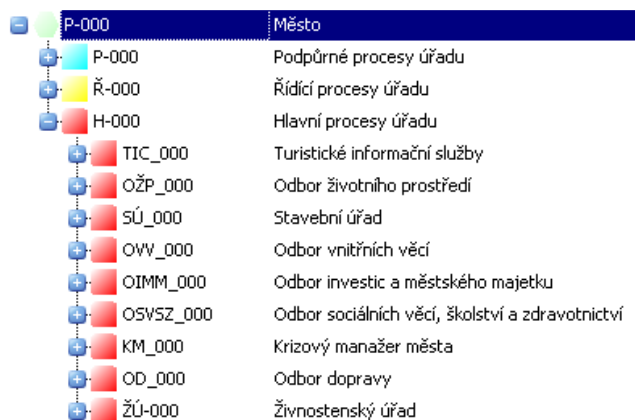 P-000 Město
P-000 Podpůrné procesy úřadu
Ř-000 Řídící procesy úřadu
H-000 Hlavní procesy úřadu
TIC_000 Turistické informační služby
OŽP_000 Odbor životního prostředí
SÚ_000 Stavební úřad
OVV_000 Odbor vnitřních věcí
OIMM_000 Odbor investic a městského majetku
OSVSZ_000 Odbor sociálních věcí, školství a zdravotnictví
KM_000 Krizový manažer města
OD_000 Odbor dopravy
ŽÚ-000 Živnostenský úřad